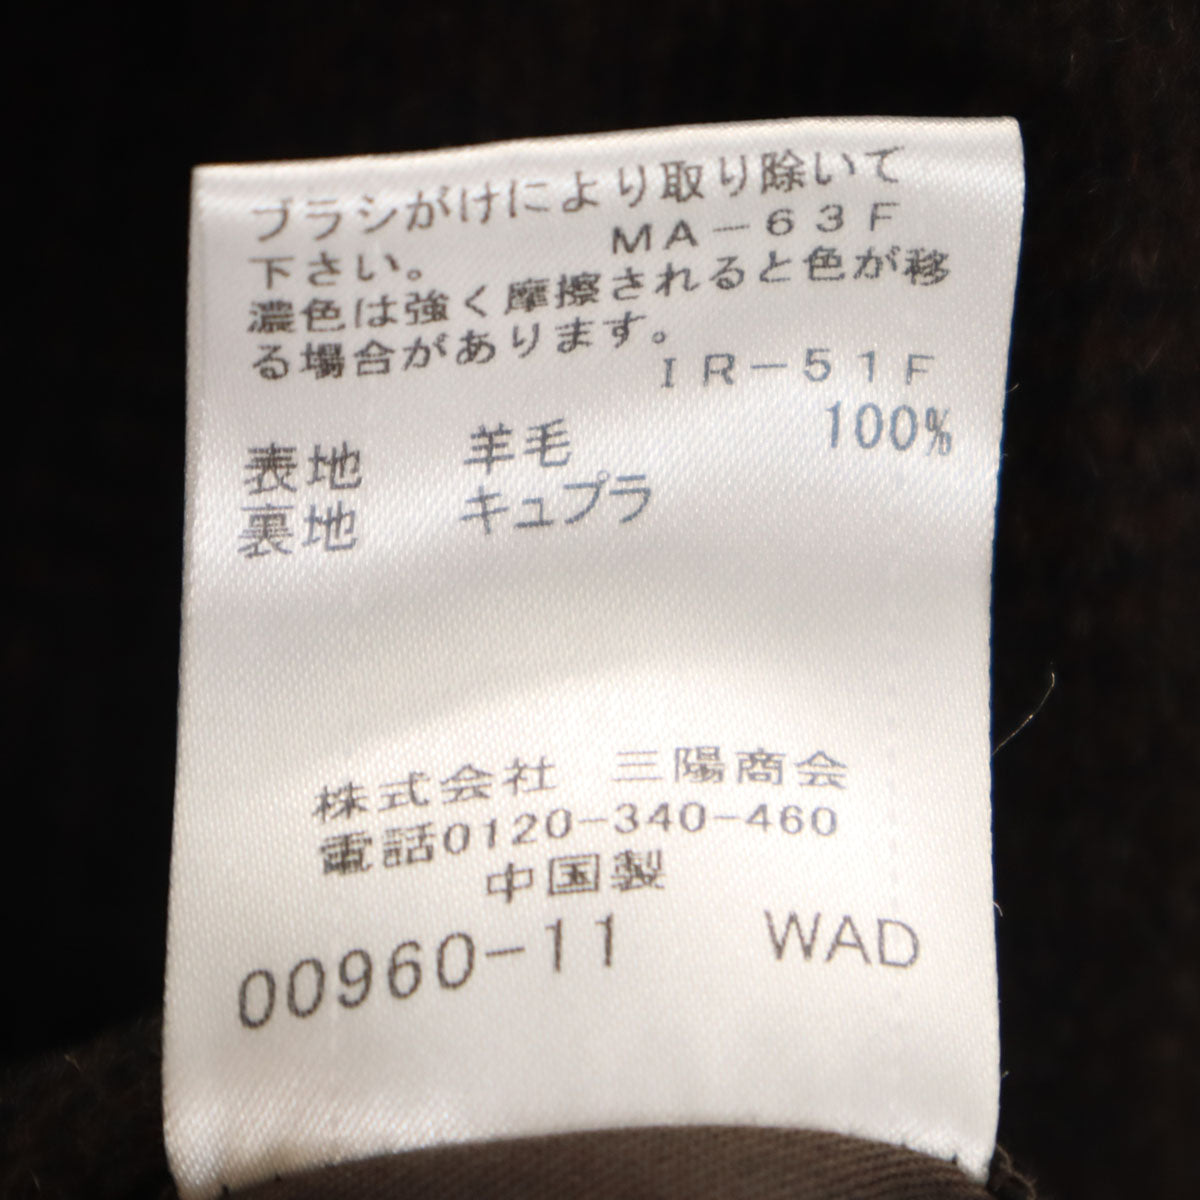 ブラシがけにより取り除いて
下さい。 MA-63F
濃色は強く摩擦されると色が移
る場合があります。
IR-51F
表地 羊毛 100%
裏地 キュプラ
株式会社 三陽商会
電話0120-340-460
中国製
00960-11 WAD